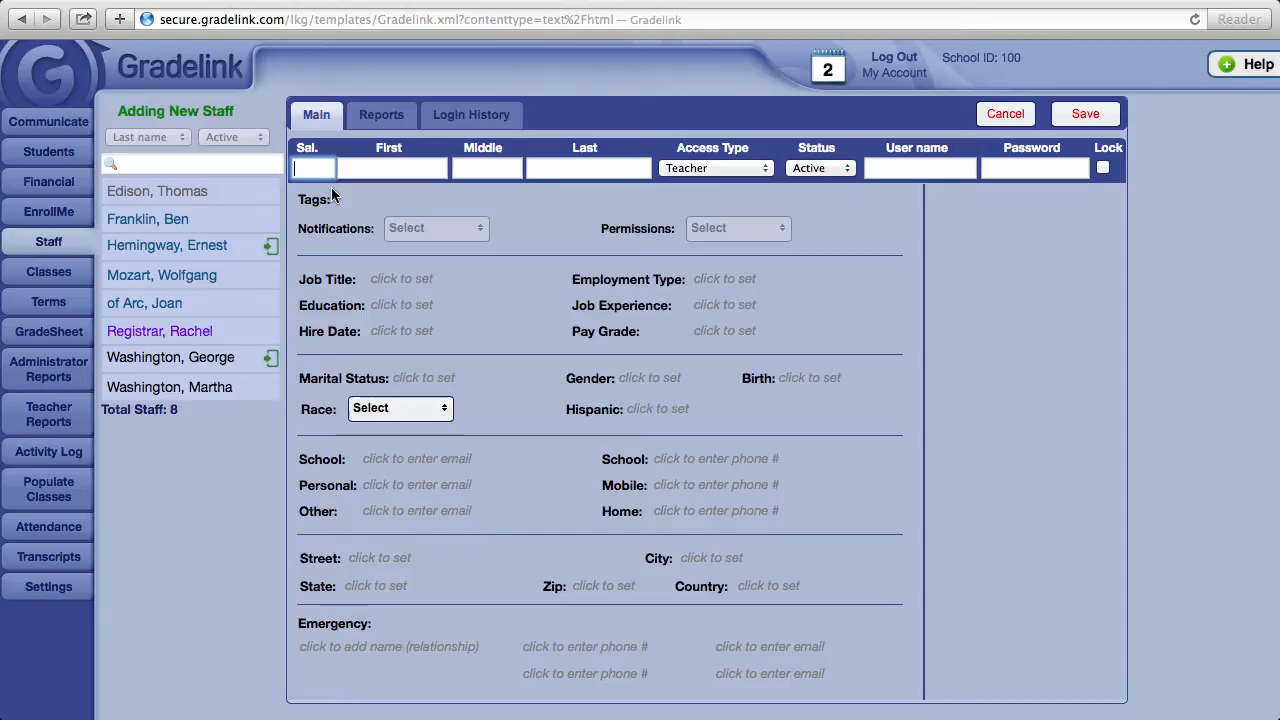 secure.gradelink.com/lkg/templates/Gradelink.xml?contenttype=text%2Fhtml — Gradelink
Reader
G Gradelink
2
Log Out
My Account
School ID: 100
Help
Communicate
Students
Financial
EnrollMe
Staff
Classes
Terms
GradeSheet
Administrator
Reports
Teacher
Reports
Activity Log
Populate
Classes
Attendance
Transcripts
Settings
Adding New Staff
Last name Active
Edison, Thomas
Franklin, Ben
Hemingway, Ernest
Mozart, Wolfgang
of Arc, Joan
Registrar, Rachel
Washington, George
Washington, Martha
Total Staff: 8
Main Reports Login History Cancel Save
Sal. First Middle Last Access Type Status User name Password Lock
Teacher Active
Tags:
Notifications: Select Permissions: Select
Job Title: click to set Employment Type: click to set
Education: click to set Job Experience: click to set
Hire Date: click to set Pay Grade: click to set
Marital Status: click to set Gender: click to set Birth: click to set
Race: Select Hispanic: click to set
School: click to enter email School: click to enter phone #
Personal: click to enter email Mobile: click to enter phone #
Other: click to enter email Home: click to enter phone #
Street: click to set City: click to set
State: click to set Zip: click to set Country: click to set
Emergency:
click to add name (relationship) click to enter phone # click to enter email
click to enter phone # click to enter email